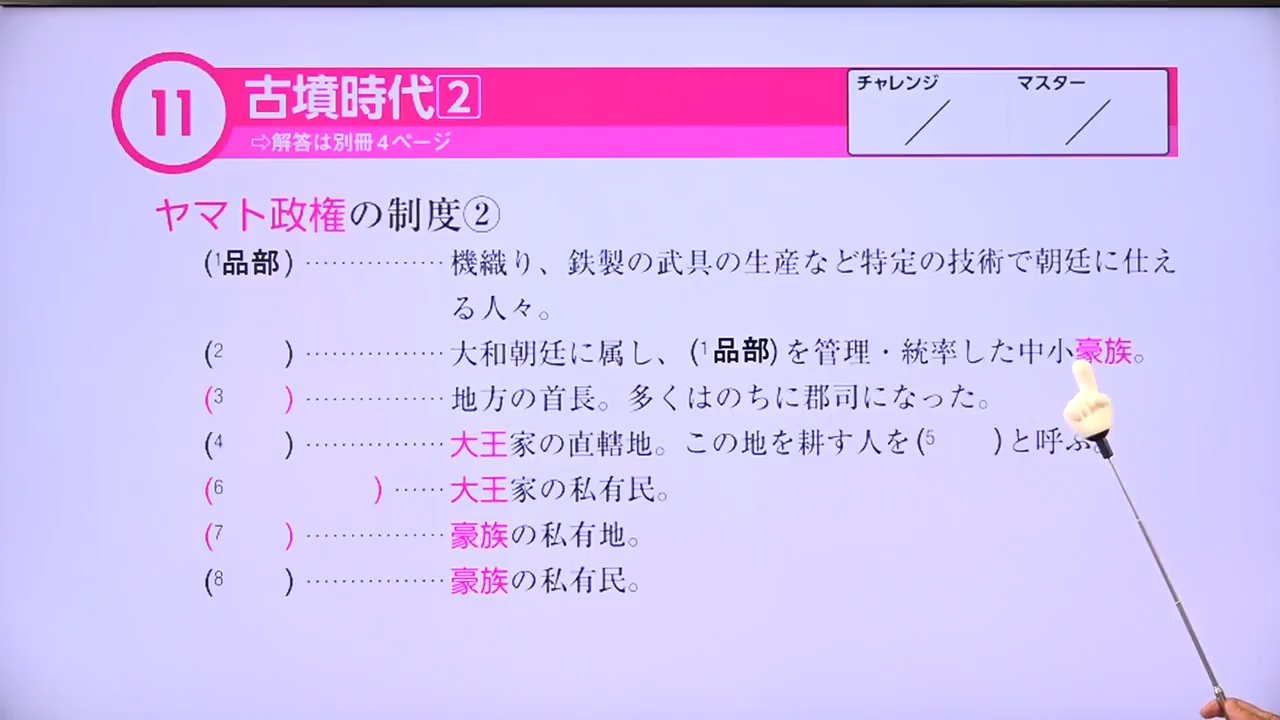 11 古墳時代2
チャレンジ マスター
⇨解答は別冊4ページ
ヤマト政権の制度②
(1品部) ‥‥‥‥‥‥‥‥ 機織り、鉄製の武具の生産など特定の技術で朝廷に仕え
る人々。
(2 ) ‥‥‥‥‥‥‥‥ 大和朝廷に属し、(1品部)を管理・統率した中小豪族。
(3 ) ‥‥‥‥‥‥‥‥ 地方の首長。多くはのちに郡司になった。
(4 ) ‥‥‥‥‥‥‥‥ 大王家の直轄地。この地を耕す人を(5 )と呼ぶ。
(6 ) ‥‥‥ 大王家の私有民。
(7 ) ‥‥‥‥‥‥‥‥ 豪族の私有地。
(8 ) ‥‥‥‥‥‥‥‥ 豪族の私有民。